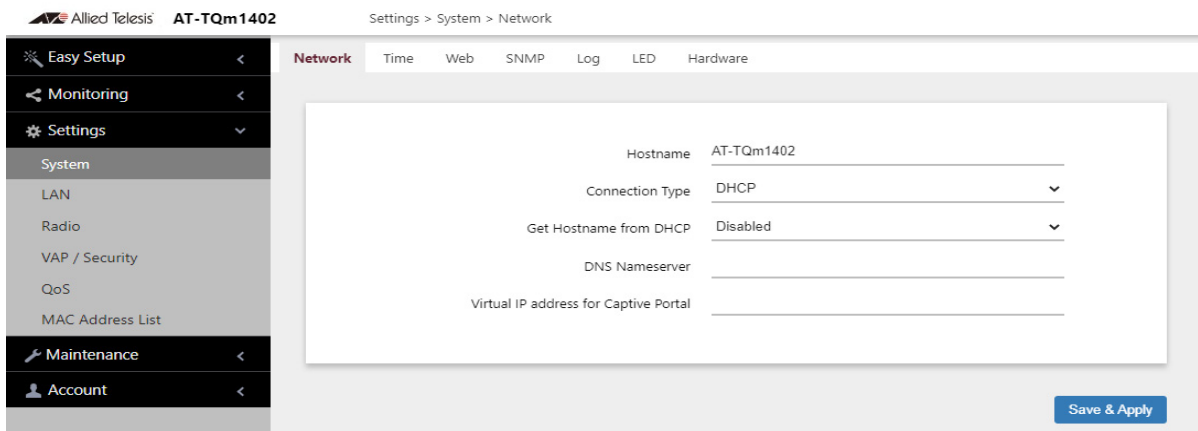 Allied Telesis AT-TQm1402 Settings > System > Network
Easy Setup
Network Time Web SNMP Log LED Hardware
Monitoring
Settings
System
LAN
Radio
VAP / Security
QoS
MAC Address List
Maintenance
Account
Hostname AT-TQm1402
Connection Type DHCP
Get Hostname from DHCP Disabled
DNS Nameserver
Virtual IP address for Captive Portal
Save & Apply